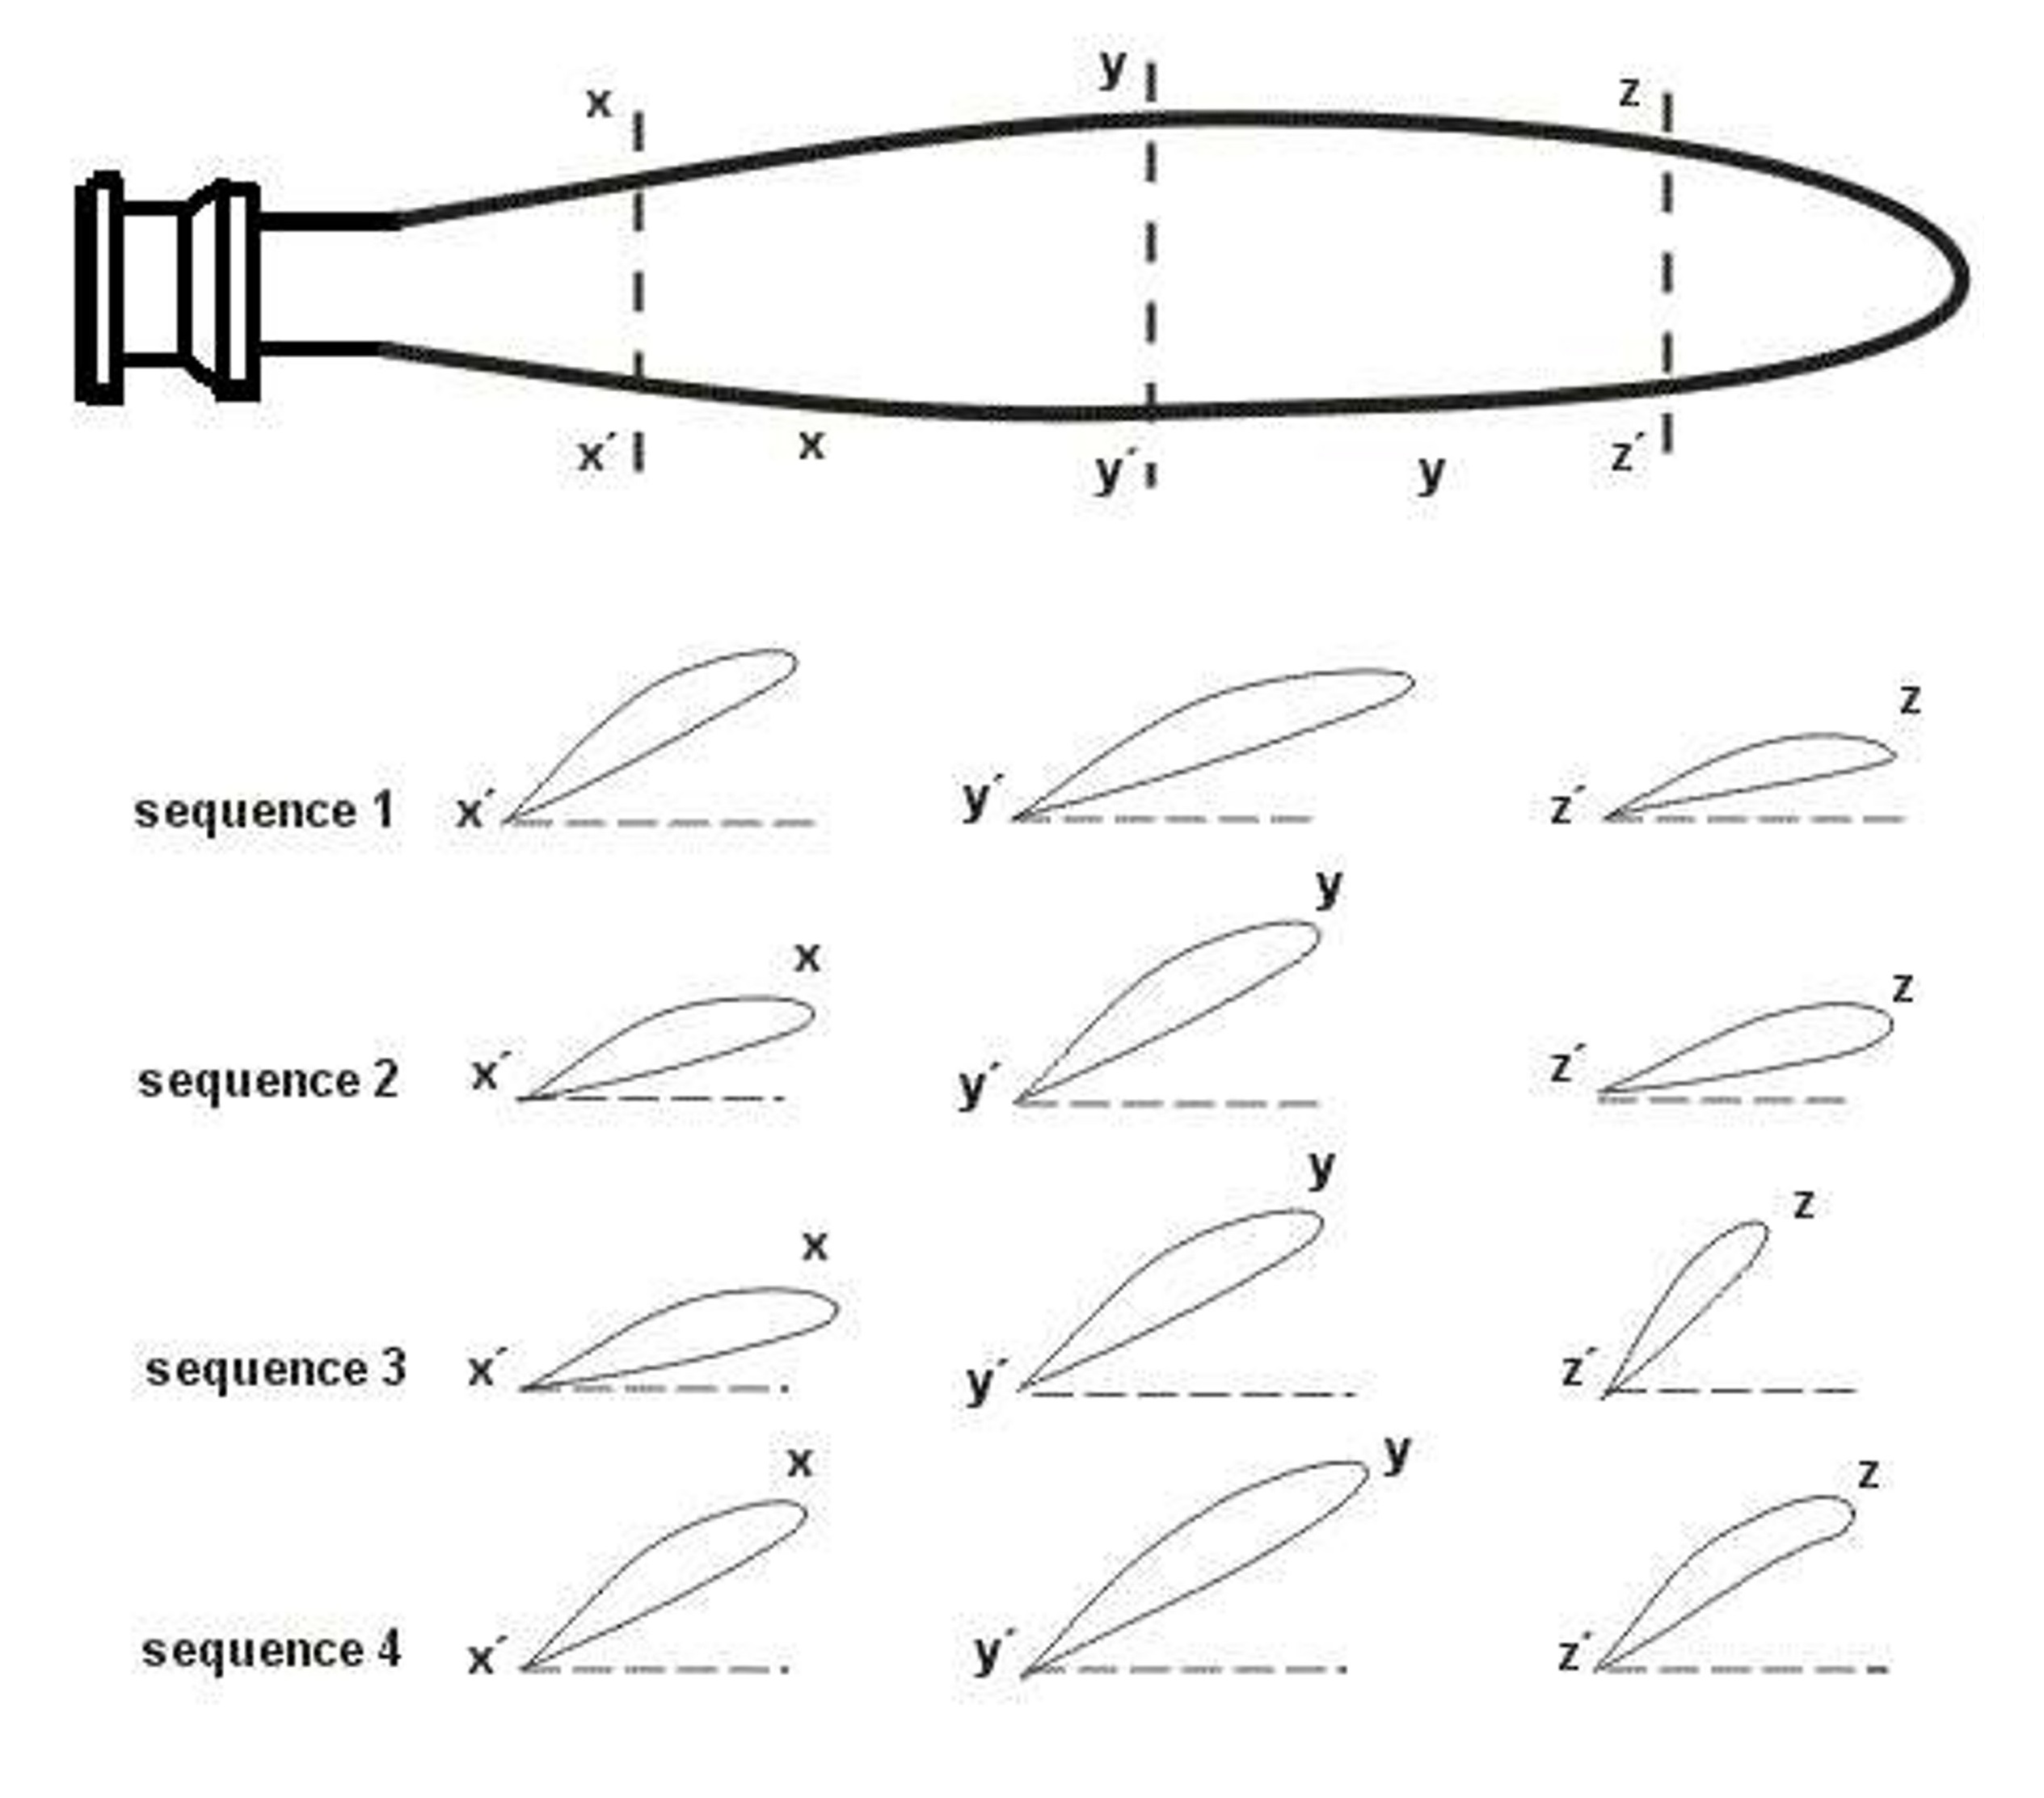 x y z
x´ x y´ y z´
z
sequence 1 x´ y´ z´
y
x z
sequence 2 x´ y´ z´
y z
x
sequence 3 x´ y´ z´
x y z
sequence 4 x´ y´ z´